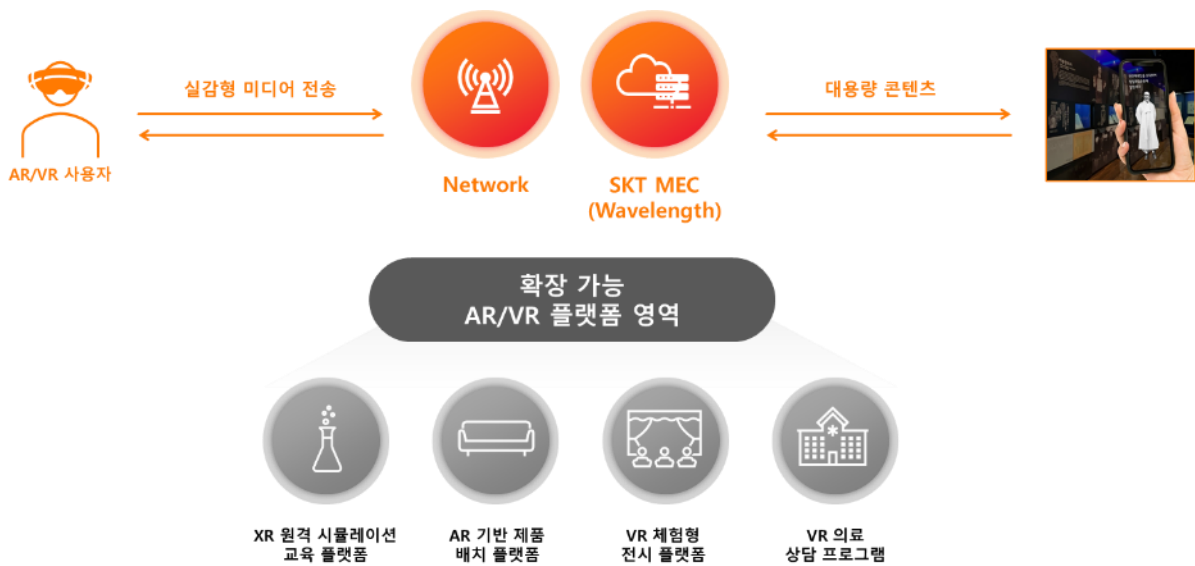 실감형 미디어 전송
대용량 콘텐츠
AR/VR 사용자
Network
SKT MEC
(Wavelength)
확장 가능
AR/VR 플랫폼 영역
XR 원격 시뮬레이션
교육 플랫폼
AR 기반 제품
배치 플랫폼
VR 체험형
전시 플랫폼
VR 의료
상담 프로그램